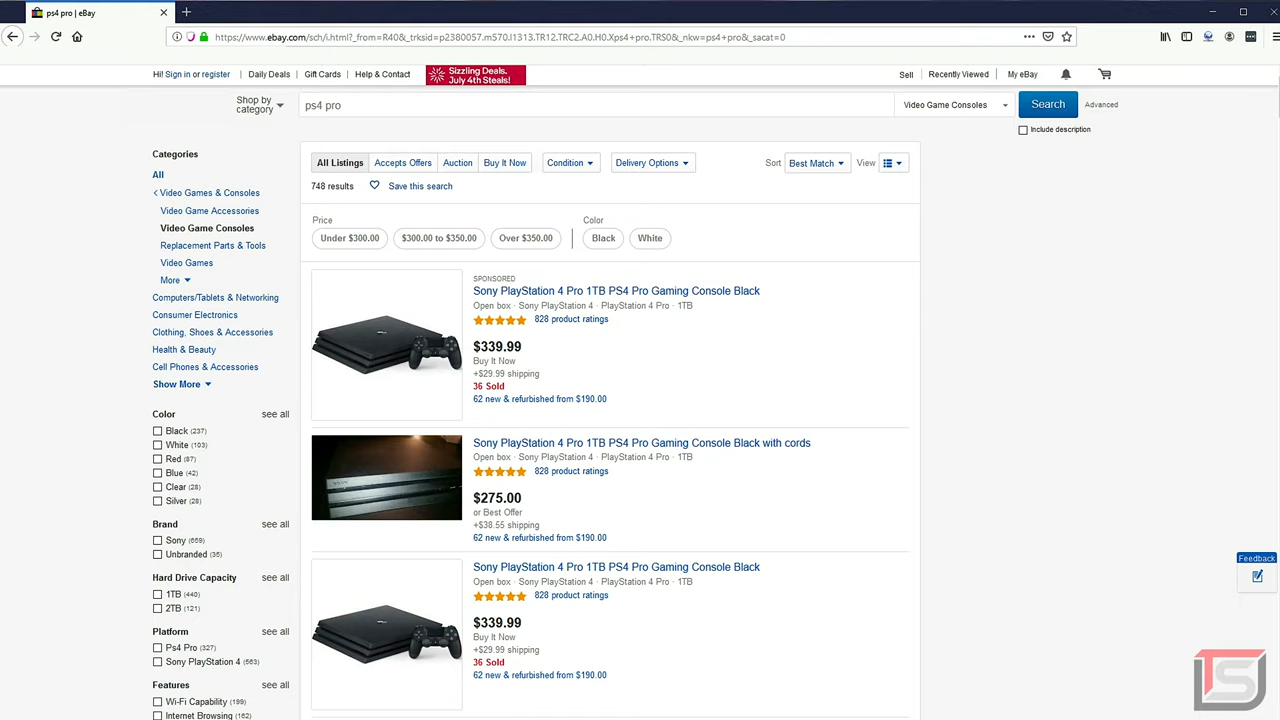 ps4 pro | eBay
https://www.ebay.com/sch/i.html?_from=R40&_trksid=p2380057.m570.l1313.TR12.TRC2.A0.H0.Xps4+pro.TRS0&_nkw=ps4+pro&_sacat=0
Hi! Sign in or register
Daily Deals
Gift Cards
Help & Contact
Sizzling Deals.
July 4th Steals!
Sell
Recently Viewed
My eBay
Shop by
category
ps4 pro
Video Game Consoles
Search
Advanced
Include description
Categories
All
Video Games & Consoles
Video Game Accessories
Video Game Consoles
Replacement Parts & Tools
Video Games
More
Computers/Tablets & Networking
Consumer Electronics
Clothing, Shoes & Accessories
Health & Beauty
Cell Phones & Accessories
Show More
Color
see all
Black (237)
White (103)
Red (87)
Blue (42)
Clear (28)
Silver (28)
Brand
see all
Sony (659)
Unbranded (35)
Hard Drive Capacity
see all
1TB (440)
2TB (121)
Platform
see all
Ps4 Pro (327)
Sony PlayStation 4 (563)
Features
see all
Wi-Fi Capability (199)
Internet Browsing (162)
All Listings
Accepts Offers
Auction
Buy It Now
Condition
Delivery Options
Sort
Best Match
View
748 results
Save this search
Price
Under $300.00
$300.00 to $350.00
Over $350.00
Color
Black
White
SPONSORED
Sony PlayStation 4 Pro 1TB PS4 Pro Gaming Console Black
Open box · Sony PlayStation 4 · PlayStation 4 Pro · 1TB
828 product ratings
$339.99
Buy It Now
+$29.99 shipping
36 Sold
62 new & refurbished from $190.00
Sony PlayStation 4 Pro 1TB PS4 Pro Gaming Console Black with cords
Open box · Sony PlayStation 4 · PlayStation 4 Pro · 1TB
828 product ratings
$275.00
or Best Offer
+$38.55 shipping
62 new & refurbished from $190.00
Sony PlayStation 4 Pro 1TB PS4 Pro Gaming Console Black
Open box · Sony PlayStation 4 · PlayStation 4 Pro · 1TB
828 product ratings
$339.99
Buy It Now
+$29.99 shipping
36 Sold
62 new & refurbished from $190.00
Feedback